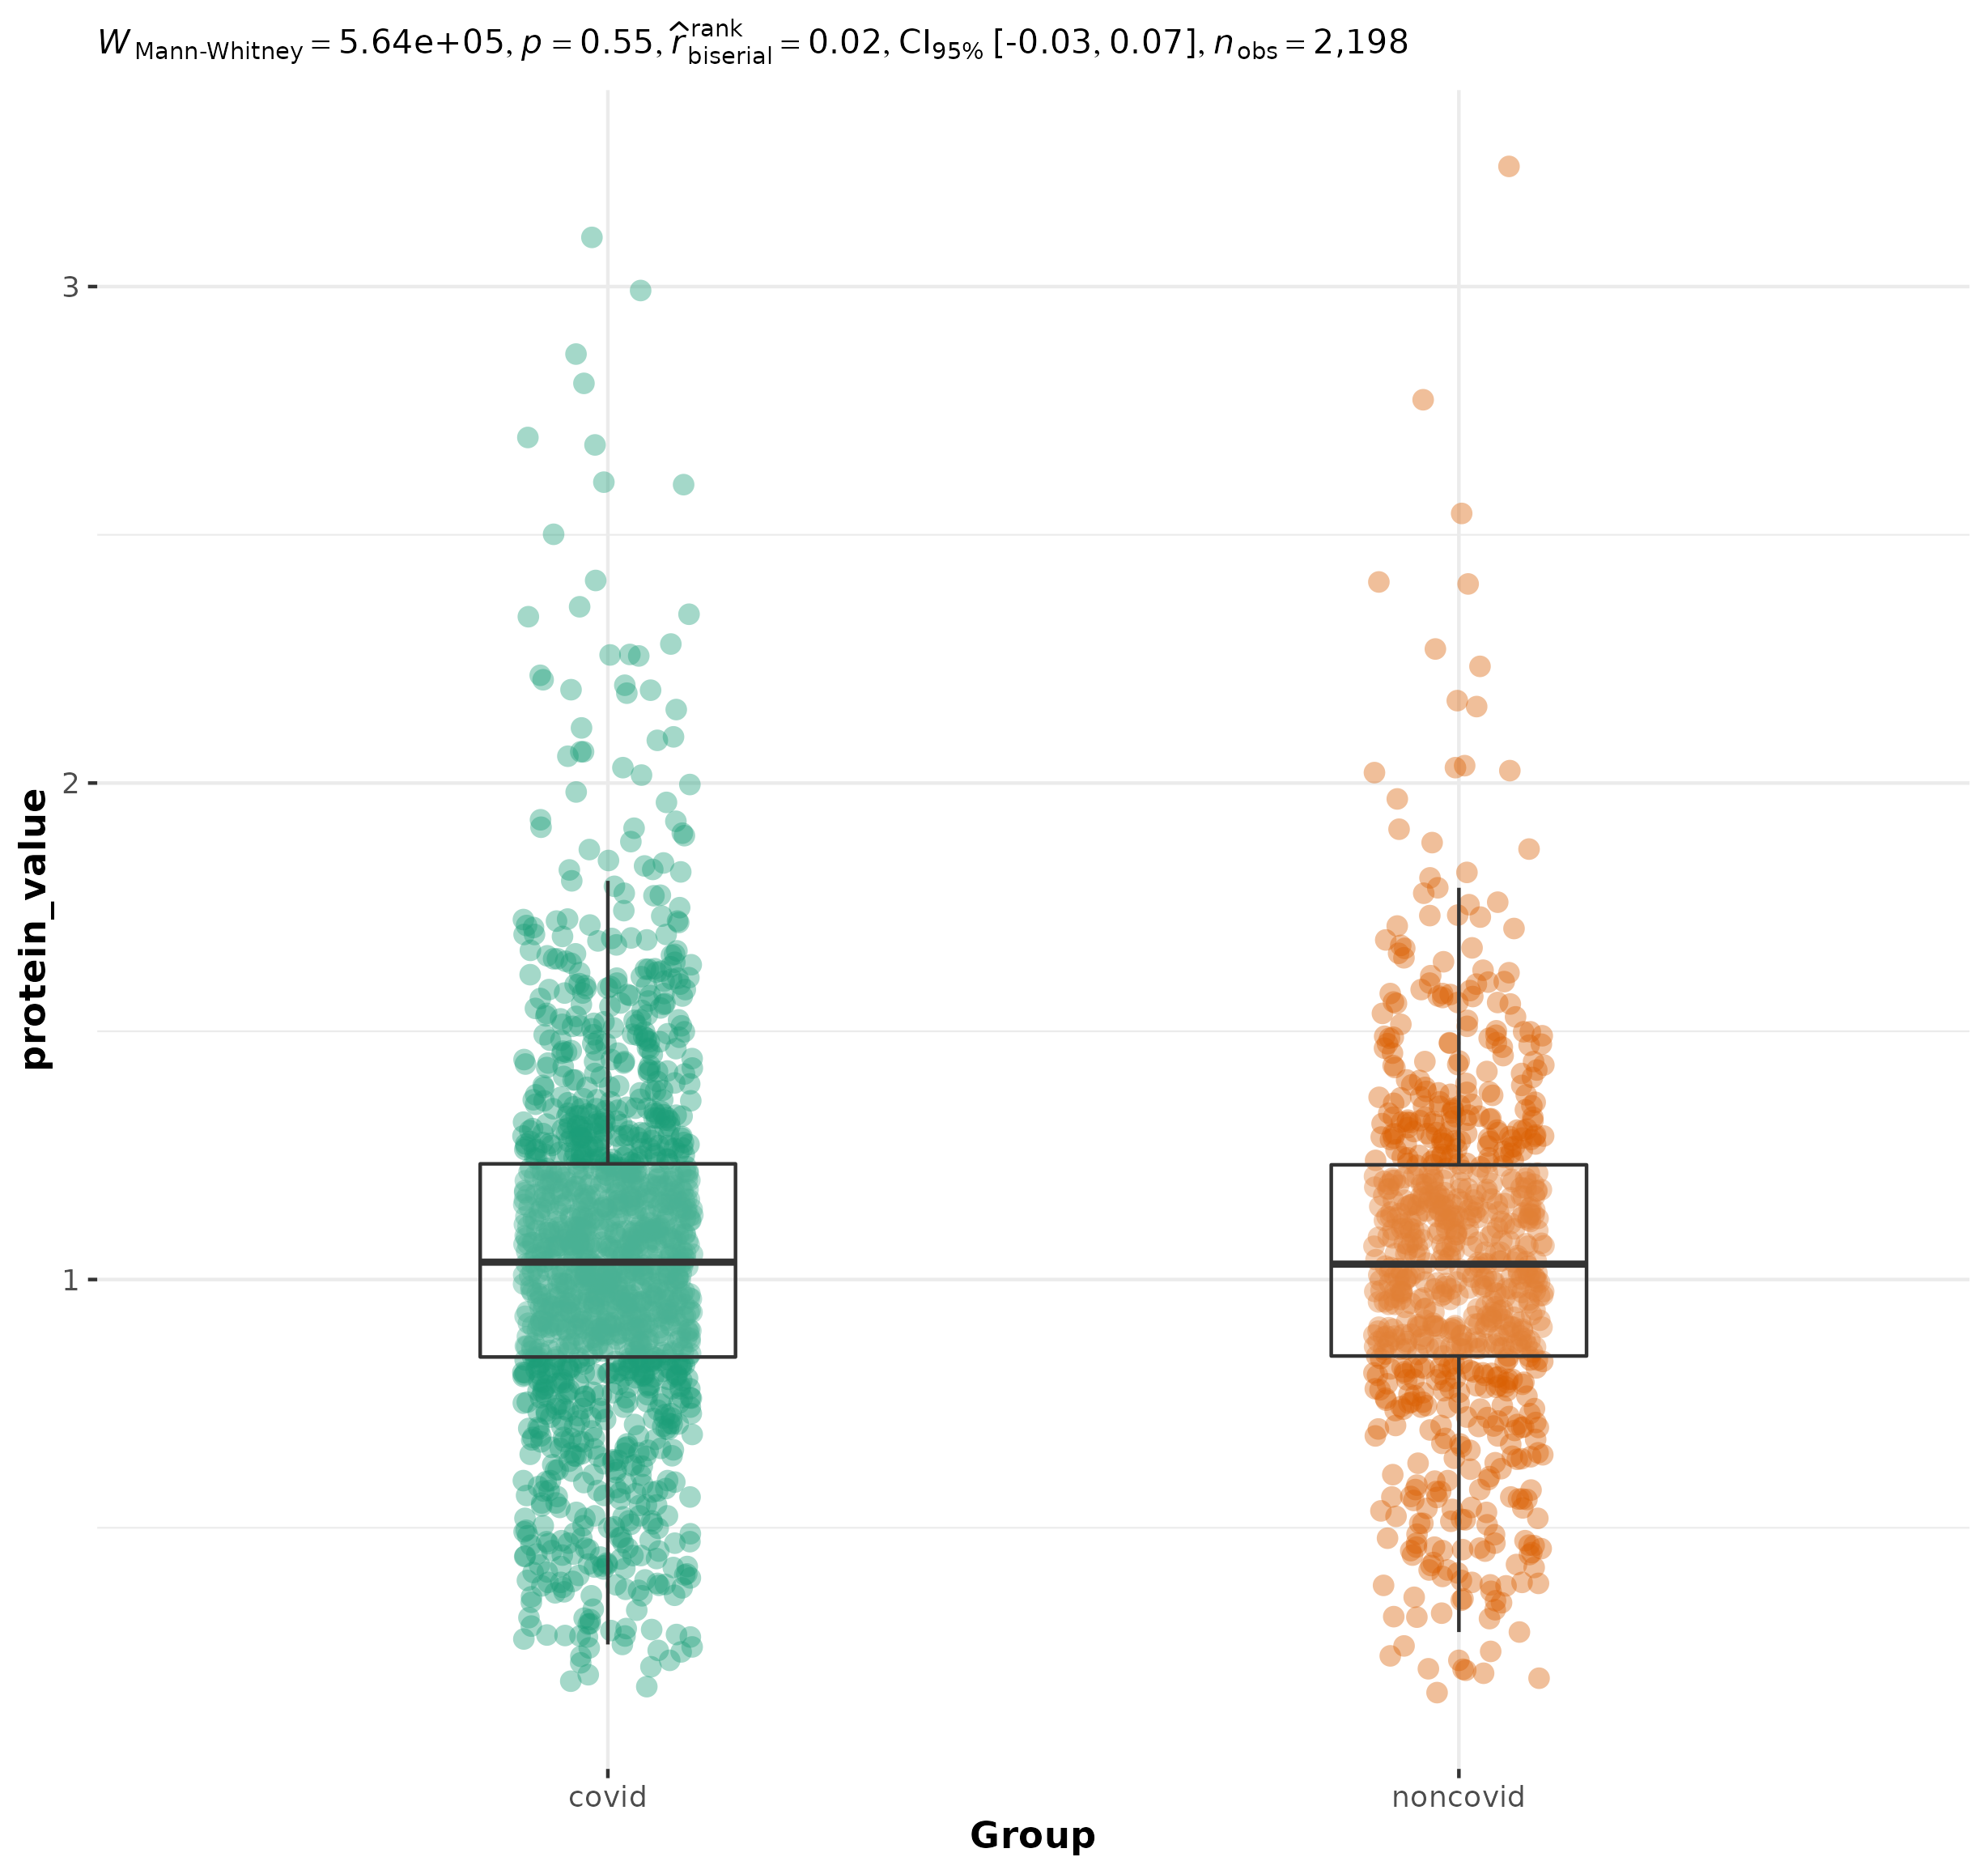 W Mann-Whitney = 5.64e+05, p = 0.55, r̂ rank biserial = 0.02, CI95% [-0.03, 0.07], n obs = 2,198
3
2
1
protein_value
covid noncovid
Group